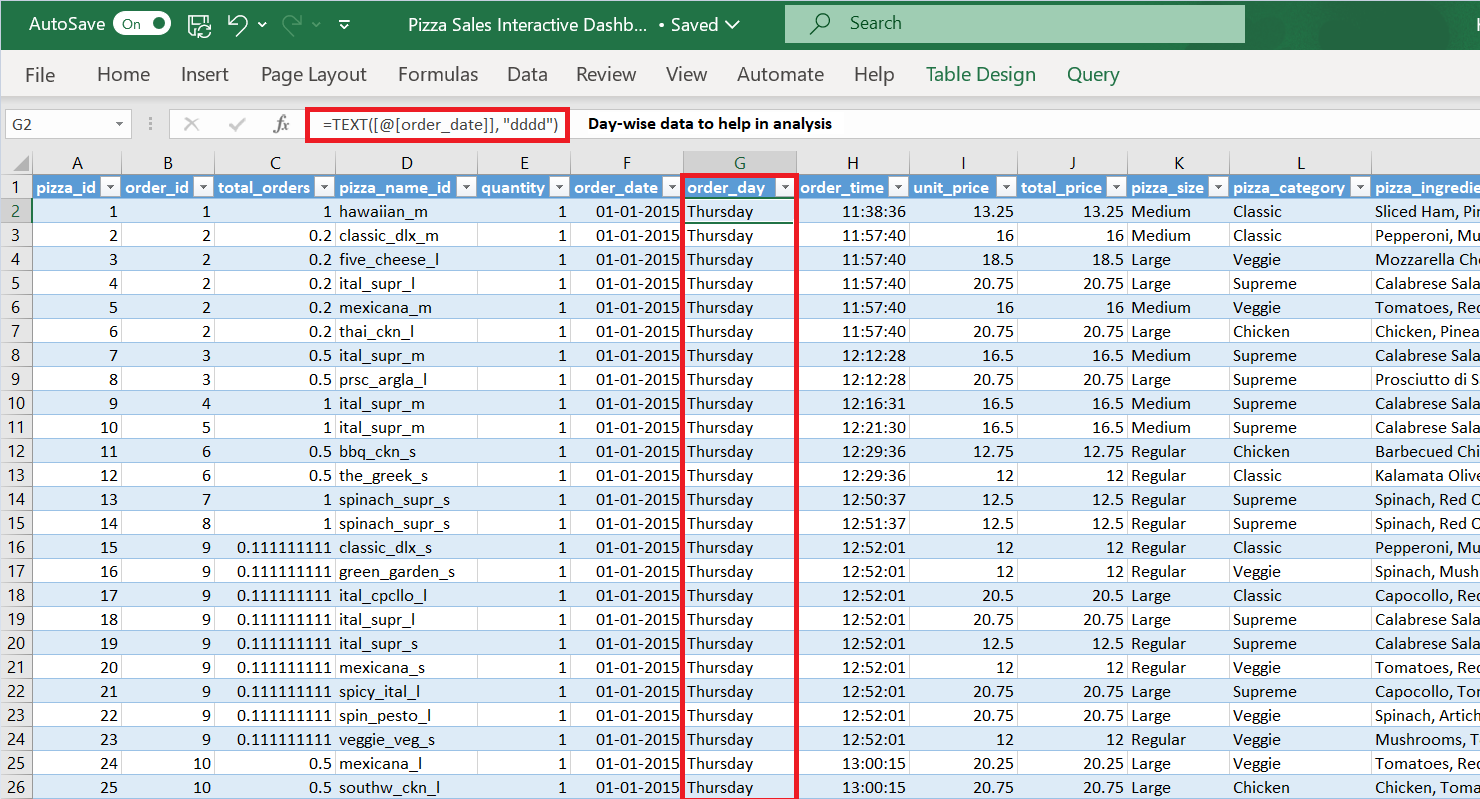 AutoSave On Pizza Sales Interactive Dashb... • Saved Search
File Home Insert Page Layout Formulas Data Review View Automate Help Table Design Query
G2 fx =TEXT([@[order_date]], "dddd") Day-wise data to help in analysis
A B C D E F G H I J K L
1 pizza_id order_id total_orders pizza_name_id quantity order_date order_day order_time unit_price total_price pizza_size pizza_category pizza_ingredie
2 1 1 1 hawaiian_m 1 01-01-2015 Thursday 11:38:36 13.25 13.25 Medium Classic Sliced Ham, Pin
3 2 2 0.2 classic_dlx_m 1 01-01-2015 Thursday 11:57:40 16 16 Medium Classic Pepperoni, Mu
4 3 2 0.2 five_cheese_l 1 01-01-2015 Thursday 11:57:40 18.5 18.5 Large Veggie Mozzarella Che
5 4 2 0.2 ital_supr_l 1 01-01-2015 Thursday 11:57:40 20.75 20.75 Large Supreme Calabrese Sala
6 5 2 0.2 mexicana_m 1 01-01-2015 Thursday 11:57:40 16 16 Medium Veggie Tomatoes, Red
7 6 2 0.2 thai_ckn_l 1 01-01-2015 Thursday 11:57:40 20.75 20.75 Large Chicken Chicken, Pinea
8 7 3 0.5 ital_supr_m 1 01-01-2015 Thursday 12:12:28 16.5 16.5 Medium Supreme Calabrese Sala
9 8 3 0.5 prsc_argla_l 1 01-01-2015 Thursday 12:12:28 20.75 20.75 Large Supreme Prosciutto di S
10 9 4 1 ital_supr_m 1 01-01-2015 Thursday 12:16:31 16.5 16.5 Medium Supreme Calabrese Sala
11 10 5 1 ital_supr_m 1 01-01-2015 Thursday 12:21:30 16.5 16.5 Medium Supreme Calabrese Sala
12 11 6 0.5 bbq_ckn_s 1 01-01-2015 Thursday 12:29:36 12.75 12.75 Regular Chicken Barbecued Chi
13 12 6 0.5 the_greek_s 1 01-01-2015 Thursday 12:29:36 12 12 Regular Classic Kalamata Olive
14 13 7 1 spinach_supr_s 1 01-01-2015 Thursday 12:50:37 12.5 12.5 Regular Supreme Spinach, Red O
15 14 8 1 spinach_supr_s 1 01-01-2015 Thursday 12:51:37 12.5 12.5 Regular Supreme Spinach, Red O
16 15 9 0.111111111 classic_dlx_s 1 01-01-2015 Thursday 12:52:01 12 12 Regular Classic Pepperoni, Mu
17 16 9 0.111111111 green_garden_s 1 01-01-2015 Thursday 12:52:01 12 12 Regular Veggie Spinach, Mush
18 17 9 0.111111111 ital_cpcllo_l 1 01-01-2015 Thursday 12:52:01 20.5 20.5 Large Classic Capocollo, Red
19 18 9 0.111111111 ital_supr_l 1 01-01-2015 Thursday 12:52:01 20.75 20.75 Large Supreme Calabrese Sala
20 19 9 0.111111111 ital_supr_s 1 01-01-2015 Thursday 12:52:01 12.5 12.5 Regular Supreme Calabrese Sala
21 20 9 0.111111111 mexicana_s 1 01-01-2015 Thursday 12:52:01 12 12 Regular Veggie Tomatoes, Red
22 21 9 0.111111111 spicy_ital_l 1 01-01-2015 Thursday 12:52:01 20.75 20.75 Large Supreme Capocollo, Tom
23 22 9 0.111111111 spin_pesto_l 1 01-01-2015 Thursday 12:52:01 20.75 20.75 Large Veggie Spinach, Artich
24 23 9 0.111111111 veggie_veg_s 1 01-01-2015 Thursday 12:52:01 12 12 Regular Veggie Mushrooms, T
25 24 10 0.5 mexicana_l 1 01-01-2015 Thursday 13:00:15 20.25 20.25 Large Veggie Tomatoes, Red
26 25 10 0.5 southw_ckn_l 1 01-01-2015 Thursday 13:00:15 20.75 20.75 Large Chicken Chicken, Toma